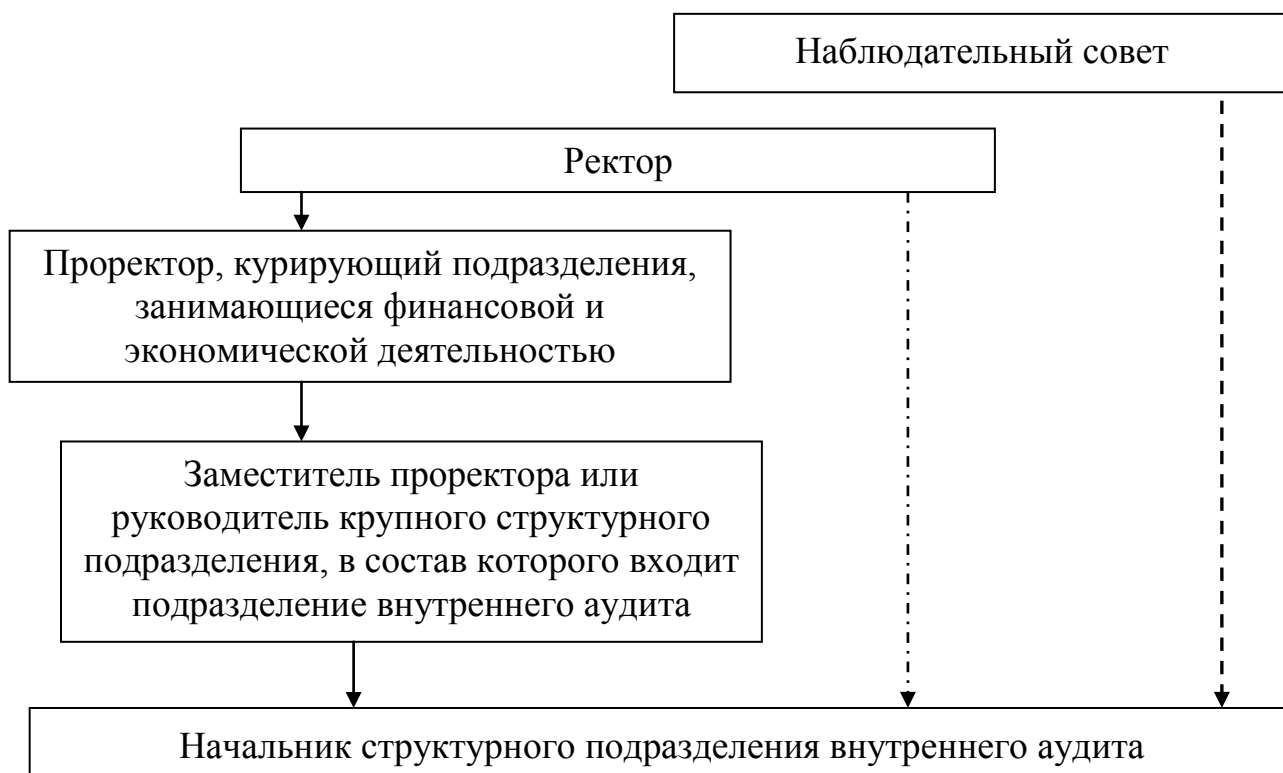 Наблюдательный совет
Ректор
Проректор, курирующий подразделения,
занимающиеся финансовой и
экономической деятельностью
Заместитель проректора или
руководитель крупного структурного
подразделения, в состав которого входит
подразделение внутреннего аудита
Начальник структурного подразделения внутреннего аудита